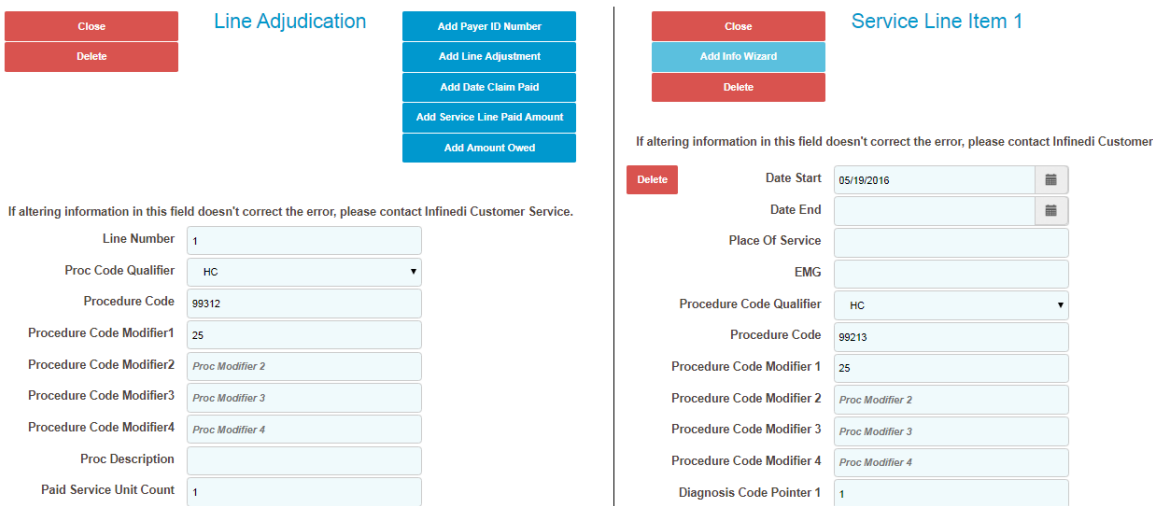 Close
Line Adjudication
Add Payer ID Number
Delete
Add Line Adjustment
Add Date Claim Paid
Add Service Line Paid Amount
Add Amount Owed
If altering information in this field doesn't correct the error, please contact Infinedi Customer Service.
Line Number 1
Proc Code Qualifier HC
Procedure Code 99312
Procedure Code Modifier1 25
Procedure Code Modifier2 Proc Modifier 2
Procedure Code Modifier3 Proc Modifier 3
Procedure Code Modifier4 Proc Modifier 4
Proc Description
Paid Service Unit Count 1
Close
Service Line Item 1
Add Info Wizard
Delete
If altering information in this field doesn't correct the error, please contact Infinedi Customer
Delete Date Start 05/19/2016
Date End
Place Of Service
EMG
Procedure Code Qualifier HC
Procedure Code 99213
Procedure Code Modifier 1 25
Procedure Code Modifier 2 Proc Modifier 2
Procedure Code Modifier 3 Proc Modifier 3
Procedure Code Modifier 4 Proc Modifier 4
Diagnosis Code Pointer 1 1